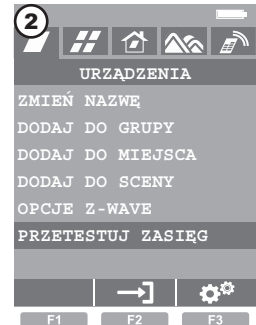 2
URZĄDZENIA
ZMIEŃ NAZWĘ
DODAJ DO GRUPY
DODAJ DO MIEJSCA
DODAJ DO SCENY
OPCJE Z-WAVE
PRZETESTUJ ZASIĘG
F1 F2 F3